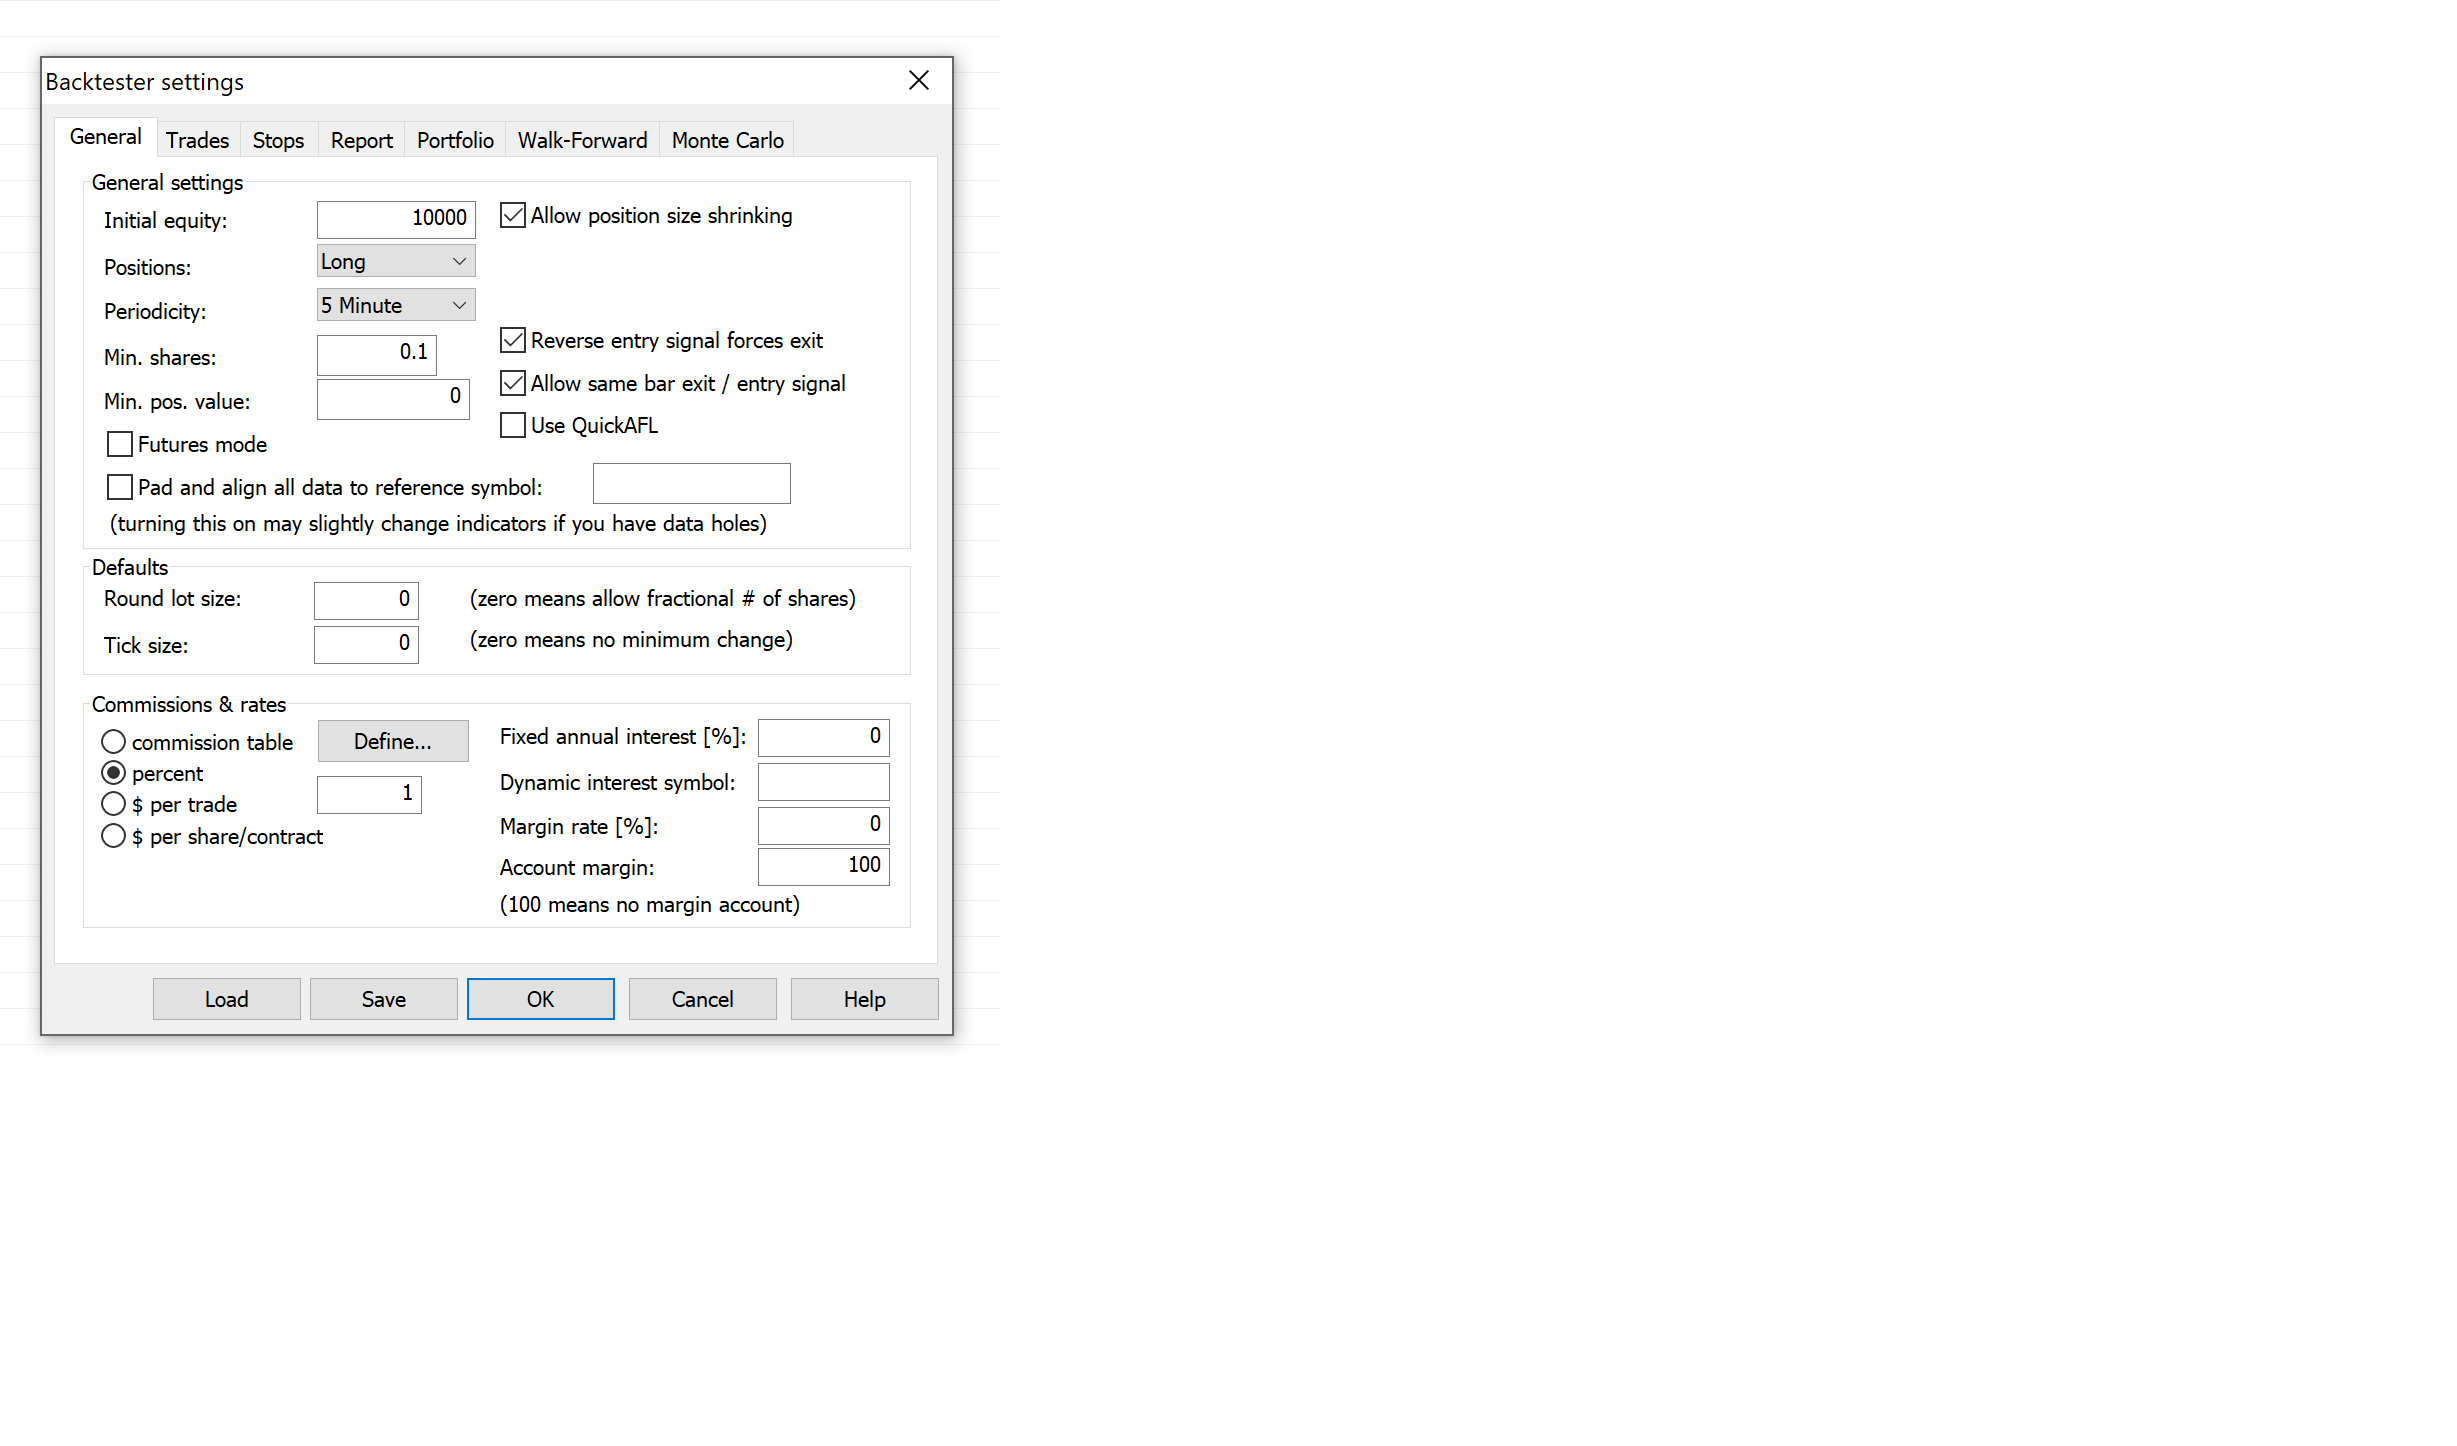 Backtester settings
General Trades Stops Report Portfolio Walk-Forward Monte Carlo
General settings
Initial equity: 10000 Allow position size shrinking
Positions: Long
Periodicity: 5 Minute
Reverse entry signal forces exit
Min. shares: 0.1
Allow same bar exit / entry signal
Min. pos. value: 0
Use QuickAFL
Futures mode
Pad and align all data to reference symbol:
(turning this on may slightly change indicators if you have data holes)
Defaults
Round lot size: 0 (zero means allow fractional # of shares)
Tick size: 0 (zero means no minimum change)
Commissions & rates
commission table Define... Fixed annual interest [%]: 0
percent Dynamic interest symbol:
1
$ per trade
Margin rate [%]: 0
$ per share/contract
Account margin: 100
(100 means no margin account)
Load Save OK Cancel Help